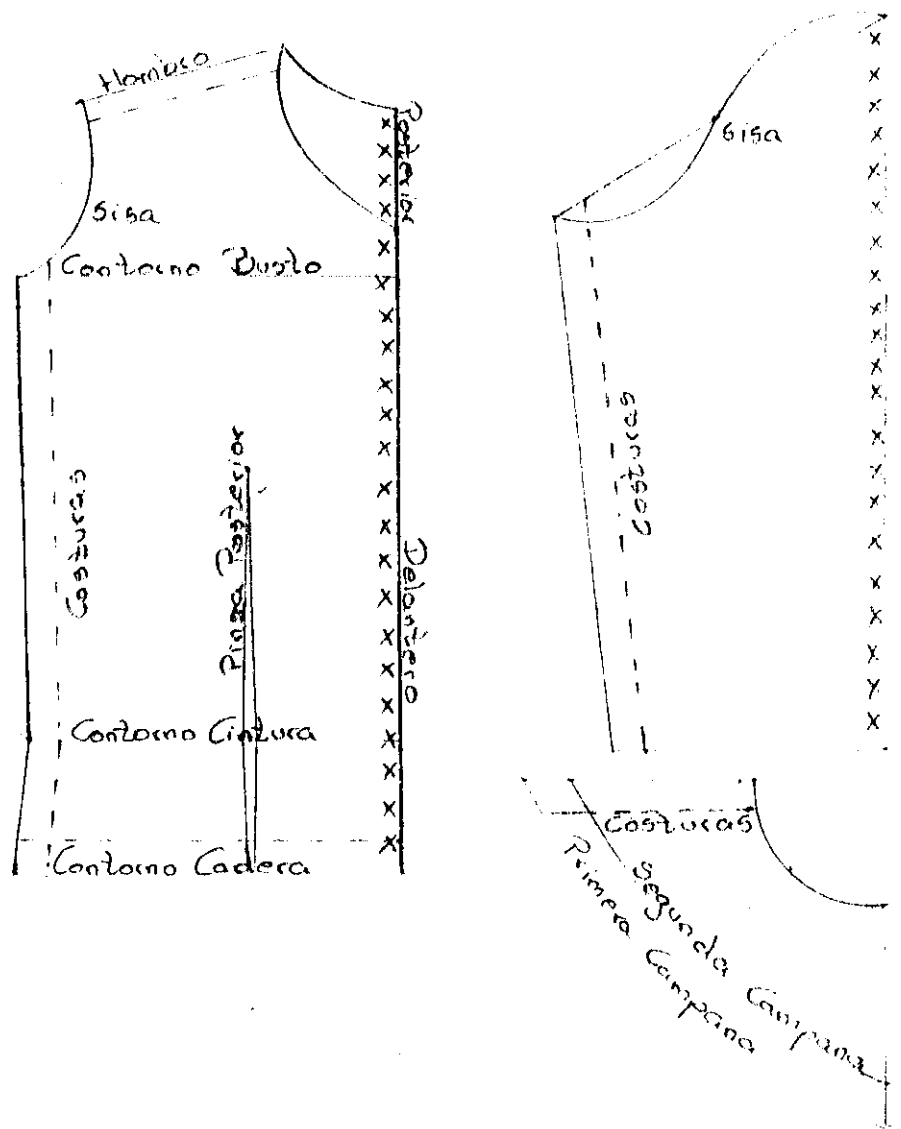 Hombro
Posterior
Sisa
Contorno Busto
Costuras
Pinza Posterior
Delantero
Contorno Cintura
Contorno Cadera
Sisa
Costuras
Costuras
Segunda Campana
Primera Campana